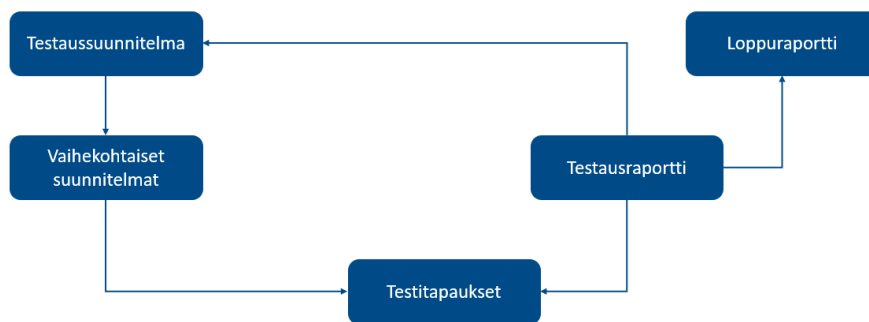 Testaussuunnitelma
Loppuraportti
Vaihekohtaiset
suunnitelmat
Testausraportti
Testitapaukset